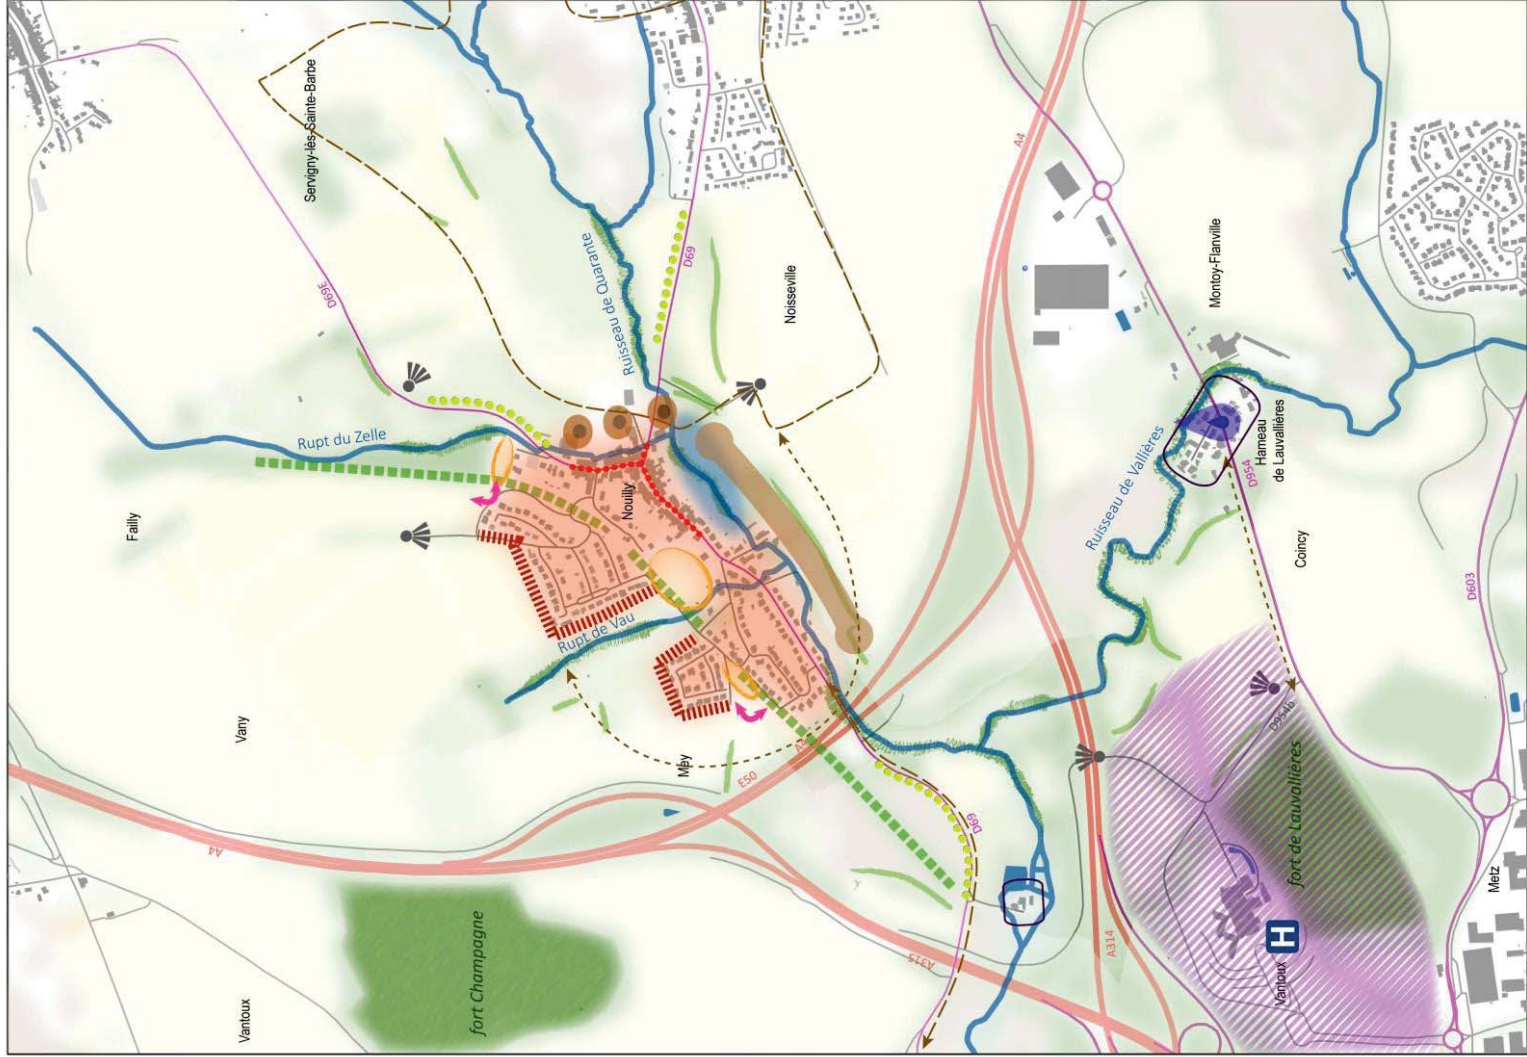 Servigny-lès-Sainte-Barbe
D69E
Ruisseau de Quarante
D69
Noisseville
A4
Montoy-Flanville
Rupt du Zelle
Failly
Nouilly
Ruisseau de Vallières
D954
Hameau
de Lauvallières
Coincy
D603
Rupt de Vau
Vany
Mey
E50
D954b
A4
D69
fort de Lauvallières
Metz
fort Champagne
Vantoux
A315
A314
H
Vantoux